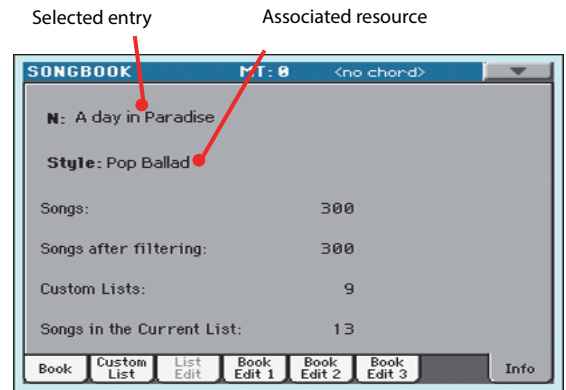 Selected entry Associated resource
SONGBOOK MT: 0 <no chord>
N: A day in Paradise
Style: Pop Ballad
Songs: 300
Songs after filtering: 300
Custom Lists: 9
Songs in the Current List: 13
Book Custom List List Edit Book Edit 1 Book Edit 2 Book Edit 3 Info